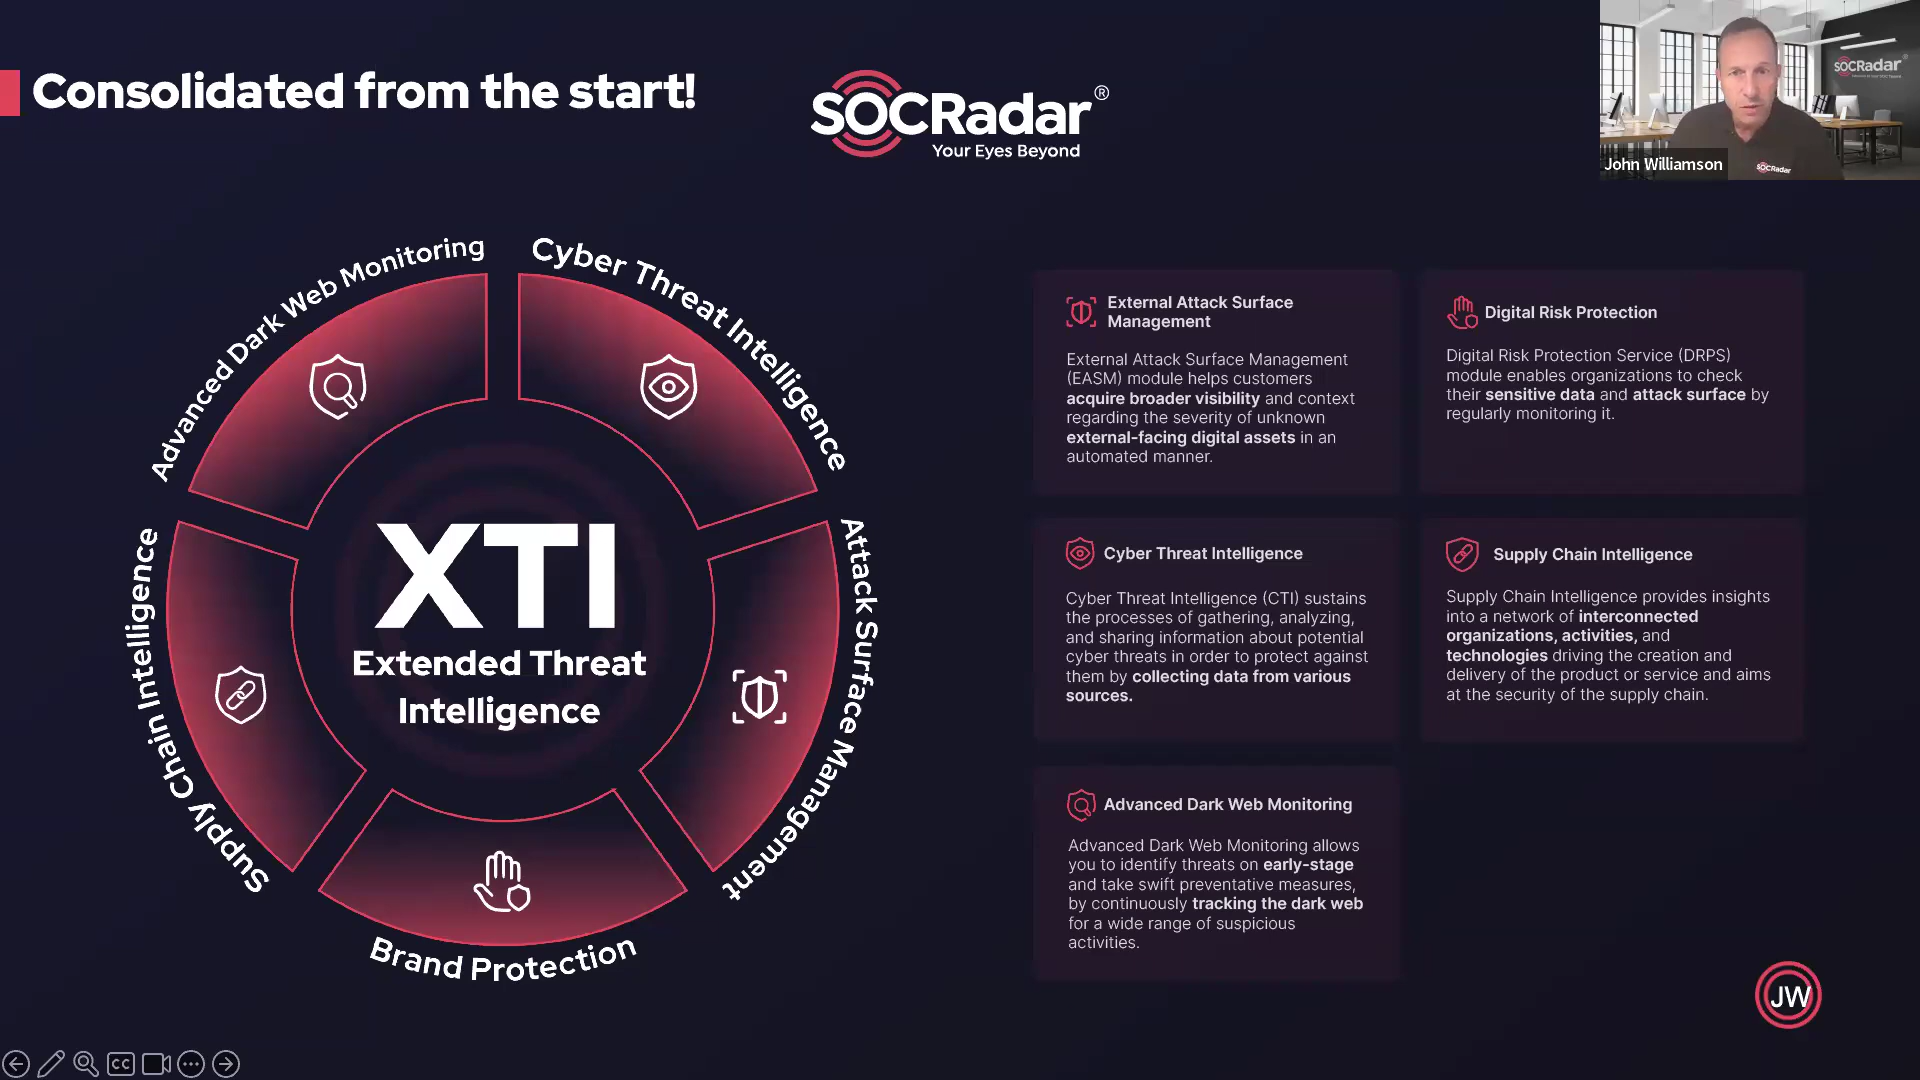 Consolidated from the start!
SOCRadar®
Your Eyes Beyond
SOCRadar
SOCRadar
John Williamson
Advanced Dark Web Monitoring
Cyber Threat Intelligence
Attack Surface Management
Brand Protection
Supply Chain Intelligence
XTI
Extended Threat
Intelligence
External Attack Surface
Management
External Attack Surface Management
(EASM) module helps customers
acquire broader visibility and context
regarding the severity of unknown
external-facing digital assets in an
automated manner.
Digital Risk Protection
Digital Risk Protection Service (DRPS)
module enables organizations to check
their sensitive data and attack surface by
regularly monitoring it.
Cyber Threat Intelligence
Cyber Threat Intelligence (CTI) sustains
the processes of gathering, analyzing,
and sharing information about potential
cyber threats in order to protect against
them by collecting data from various
sources.
Supply Chain Intelligence
Supply Chain Intelligence provides insights
into a network of interconnected
organizations, activities, and
technologies driving the creation and
delivery of the product or service and aims
at the security of the supply chain.
Advanced Dark Web Monitoring
Advanced Dark Web Monitoring allows
you to identify threats on early-stage
and take swift preventative measures,
by continuously tracking the dark web
for a wide range of suspicious
activities.
JW
CC